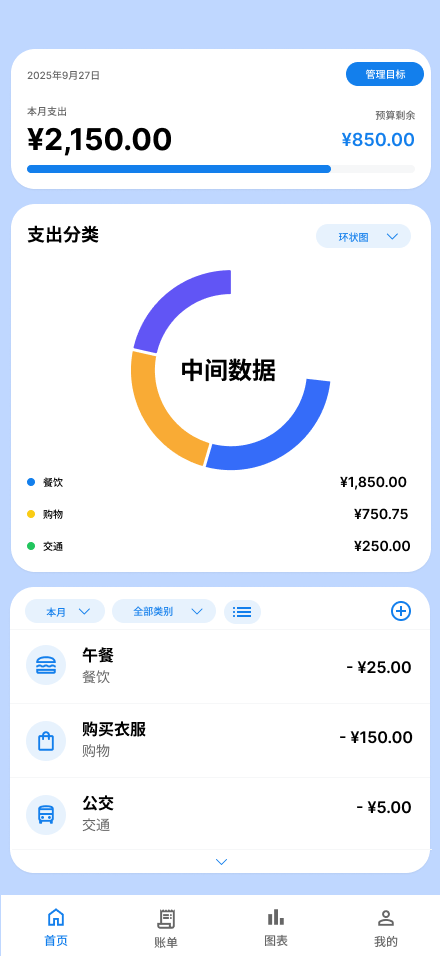 2025年9月27日
管理目标
本月支出
预算剩余
¥2,150.00
¥850.00
支出分类
环状图
中间数据
餐饮
¥1,850.00
购物
¥750.75
交通
¥250.00
本月
全部类别
午餐
餐饮
- ¥25.00
购买衣服
购物
- ¥150.00
公交
交通
- ¥5.00
首页
账单
图表
我的